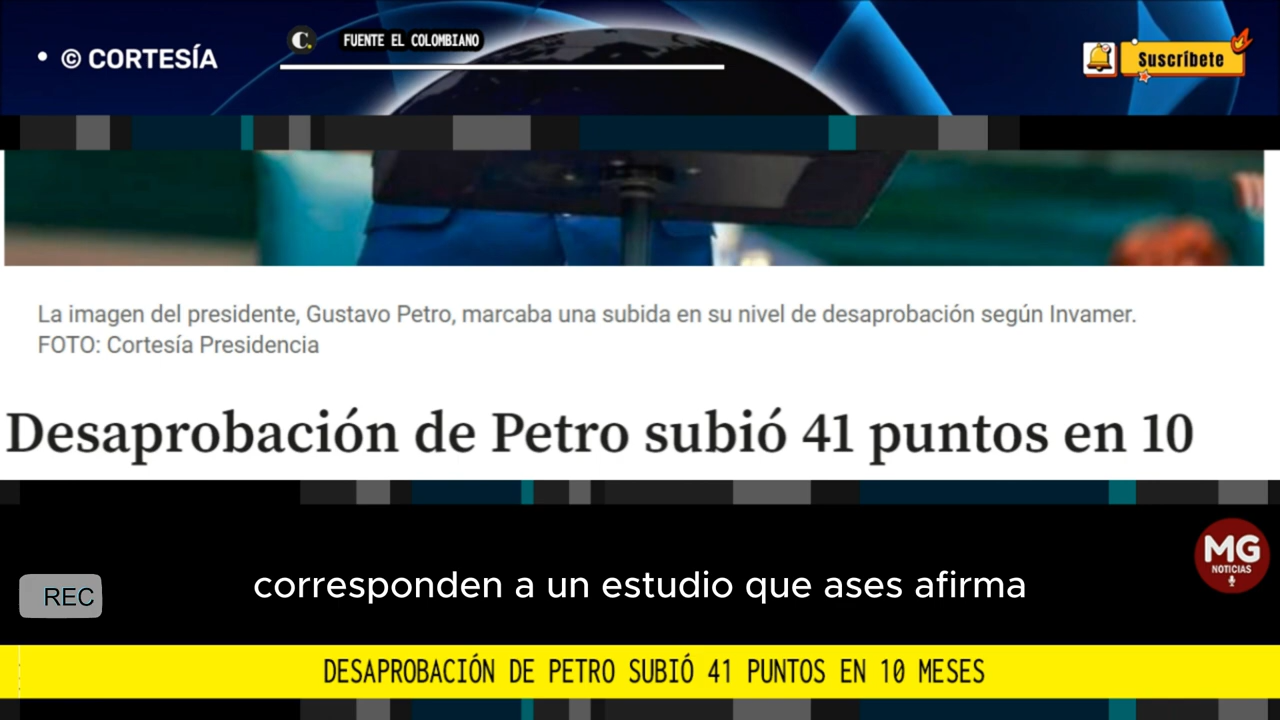 • © CORTESÍA
C.
FUENTE EL COLOMBIANO
Suscríbete
La imagen del presidente, Gustavo Petro, marcaba una subida en su nivel de desaprobación según Invamer.
FOTO: Cortesía Presidencia
Desaprobación de Petro subió 41 puntos en 10
corresponden a un estudio que ases afirma
MG
NOTICIAS
REC
DESAPROBACIÓN DE PETRO SUBIÓ 41 PUNTOS EN 10 MESES